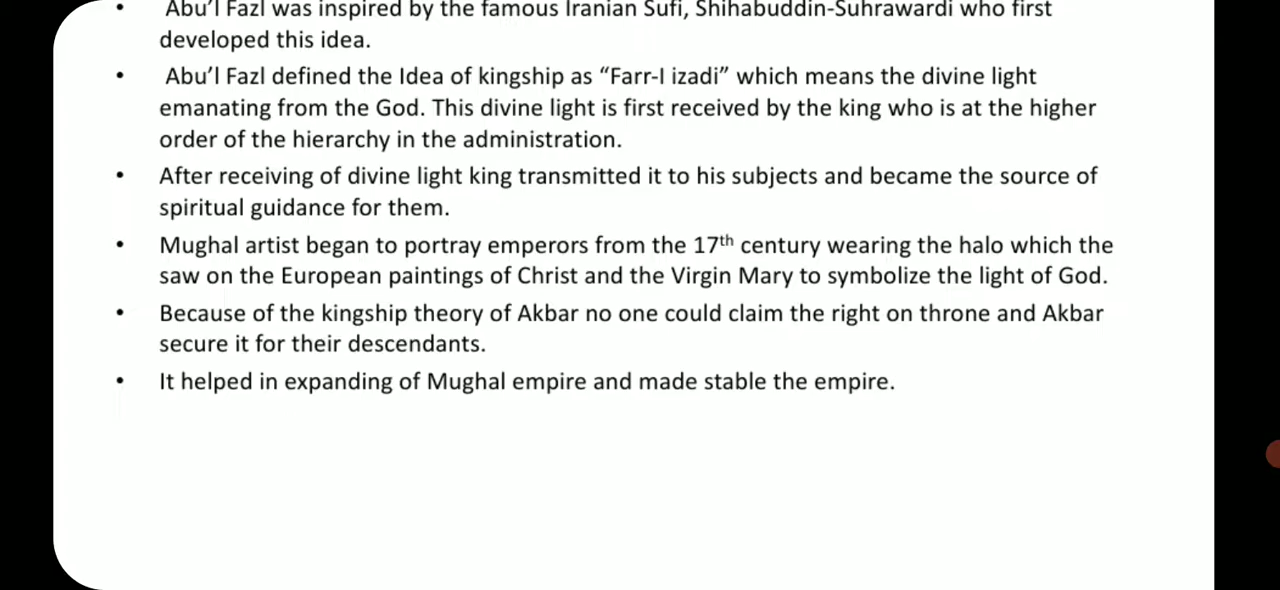 • Abu’l Fazl was inspired by the famous Iranian Sufi, Shihabuddin-Suhrawardi who first
developed this idea.
• Abu’l Fazl defined the Idea of kingship as “Farr-I izadi” which means the divine light
emanating from the God. This divine light is first received by the king who is at the higher
order of the hierarchy in the administration.
• After receiving of divine light king transmitted it to his subjects and became the source of
spiritual guidance for them.
• Mughal artist began to portray emperors from the 17th century wearing the halo which the
saw on the European paintings of Christ and the Virgin Mary to symbolize the light of God.
• Because of the kingship theory of Akbar no one could claim the right on throne and Akbar
secure it for their descendants.
• It helped in expanding of Mughal empire and made stable the empire.